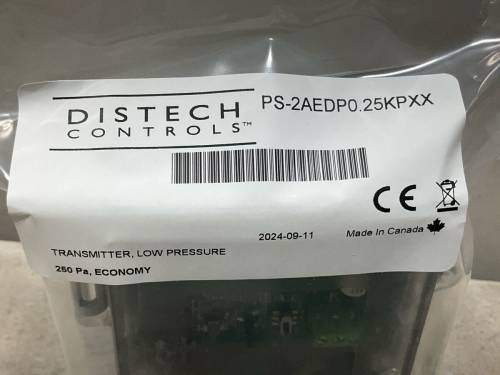 DISTECH
CONTROLS™
PS-2AEDP0.25KPXX
CE
2024-09-11
Made In Canada
TRANSMITTER, LOW PRESSURE
250 Pa, ECONOMY